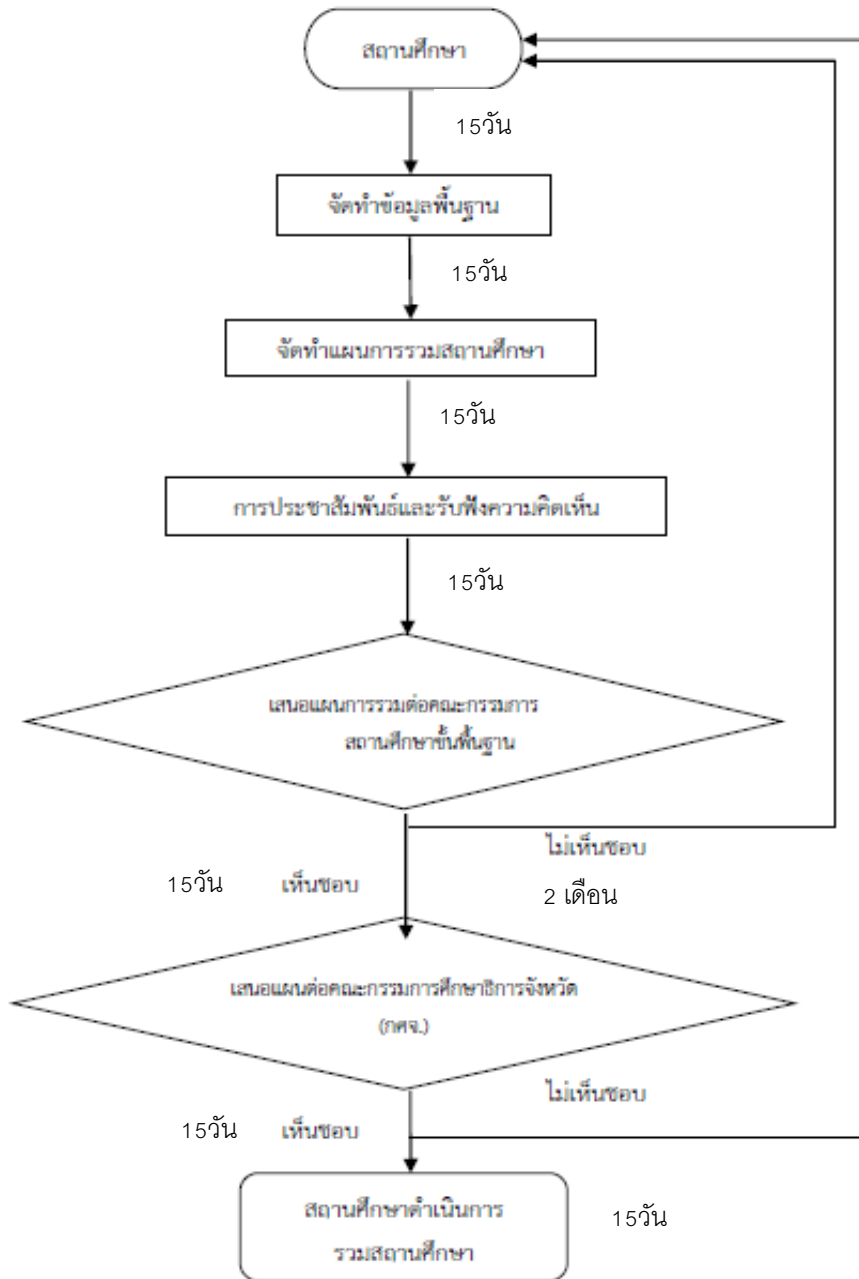 สถานศึกษา
15วัน
จัดทำข้อมูลพื้นฐาน
15วัน
จัดทำแผนการรวมสถานศึกษา
15วัน
การประชาสัมพันธ์และรับฟังความคิดเห็น
15วัน
เสนอแผนการรวมต่อคณะกรรมการ
สถานศึกษาขั้นพื้นฐาน
ไม่เห็นชอบ
15วัน เห็นชอบ
2 เดือน
เสนอแผนต่อคณะกรรมการศึกษาธิการจังหวัด
(กศจ.)
ไม่เห็นชอบ
15วัน เห็นชอบ
สถานศึกษาดำเนินการ
15วัน
รวมสถานศึกษา